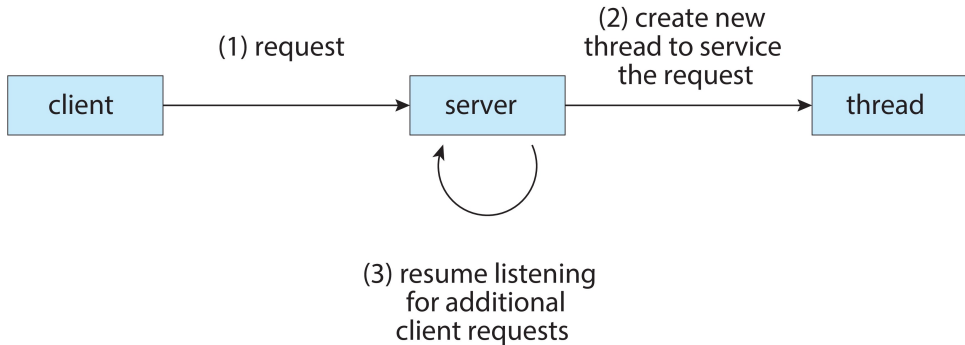 (1) request
(2) create new
thread to service
the request
client
server
thread
(3) resume listening
for additional
client requests